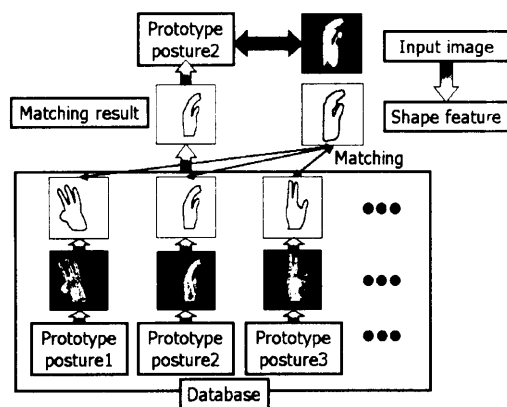 Prototype
posture2
Input image
Matching result
Shape feature
Matching
Prototype
posture1
Prototype
posture2
Prototype
posture3
Database